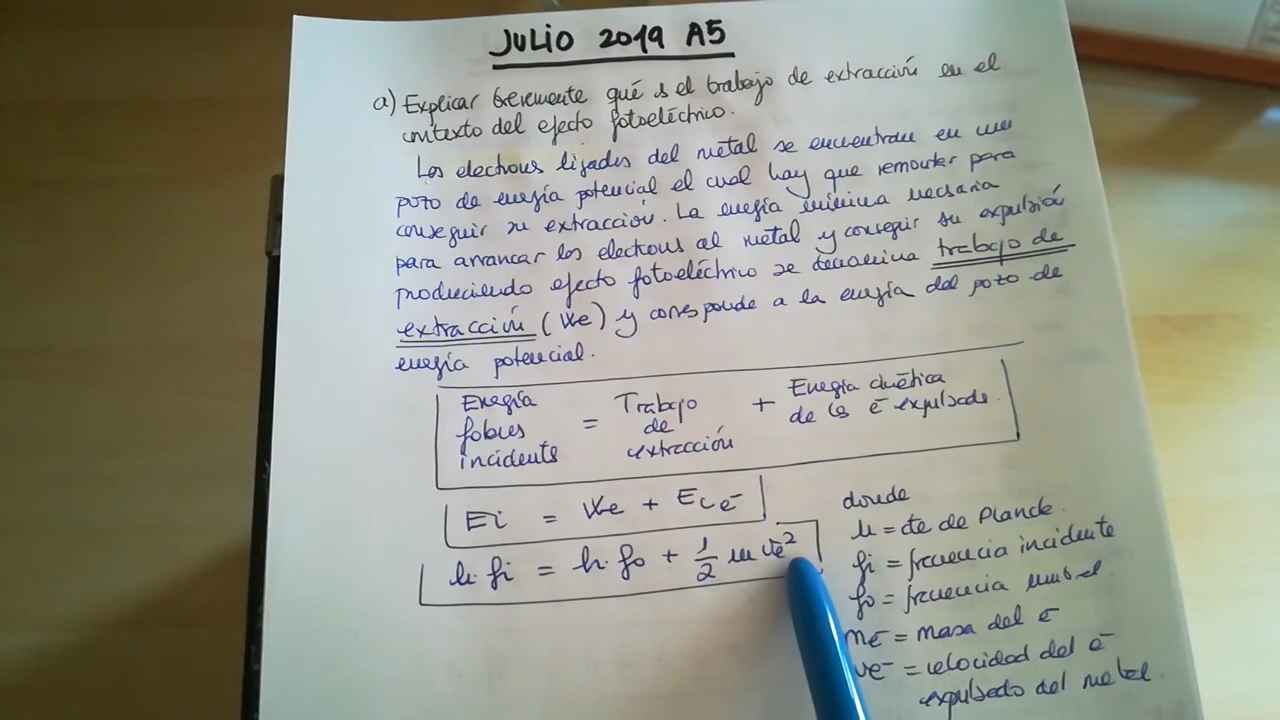 JULIO 2019 A5
a) Explicar brevemente qué es el trabajo de extracción en el
contexto del efecto fotoeléctrico.
Los electrones ligados del metal se encuentran en un
pozo de energía potencial el cual hay que remontar para
conseguir su extracción. La energía mínima necesaria
para arrancar los electrones al metal y conseguir su expulsión
produciendo efecto fotoeléctrico se denomina trabajo de
extracción (We) y corresponde a la energía del pozo de
energía potencial.
Energía fotones incidente = Trabajo de extracción + Energía cinética de los e- expulsado.
Ei = We + Ec e-
h·fi = h·fo + 1/2 m ve²
donde
h = cte de Planck.
fi = frecuencia incidente
fo = frecuencia umbral.
me- = masa del e-
ve- = velocidad del e-
expulsado del metal.